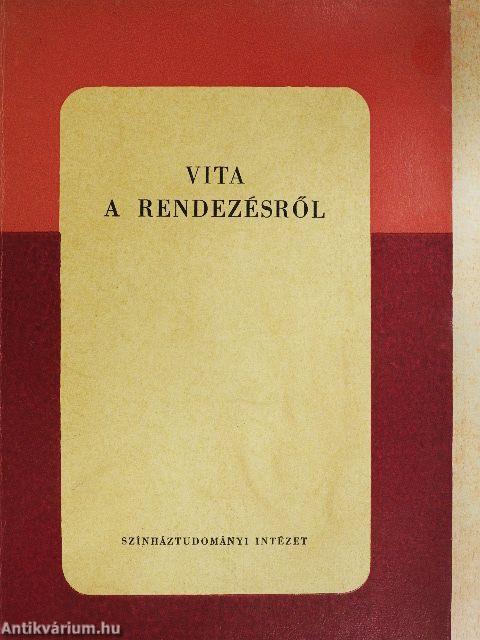 VITA
A RENDEZÉSRŐL
SZÍNHÁZTUDOMÁNYI INTÉZET
Antikvárium.hu